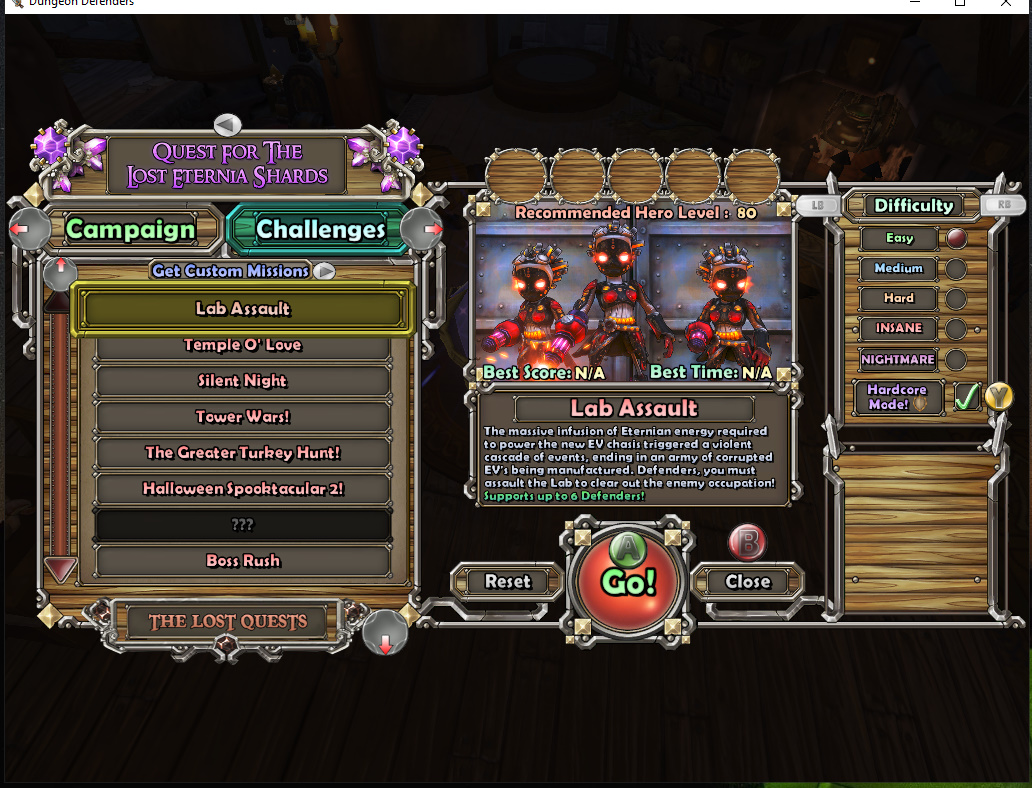 Dungeon Defenders
QUEST FOR THE
LOST ETERNIA SHARDS
Campaign
Challenges
Get Custom Missions
Lab Assault
Temple O' Love
Silent Night
Tower Wars!
The Greater Turkey Hunt!
Halloween Spooktacular 2!
???
Boss Rush
THE LOST QUESTS
Recommended Hero Level : 80
Best Score: N/A
Best Time: N/A
Lab Assault
The massive infusion of Eternian energy required
to power the new EV chasis triggered a violent
cascade of events, ending in an army of corrupted
EV's being manufactured. Defenders, you must
assault the Lab to clear out the enemy occupation!
Supports up to 6 Defenders!
Reset
A
Go!
B
Close
LB
Difficulty
RB
Easy
Medium
Hard
INSANE
NIGHTMARE
Hardcore
Mode!
Y